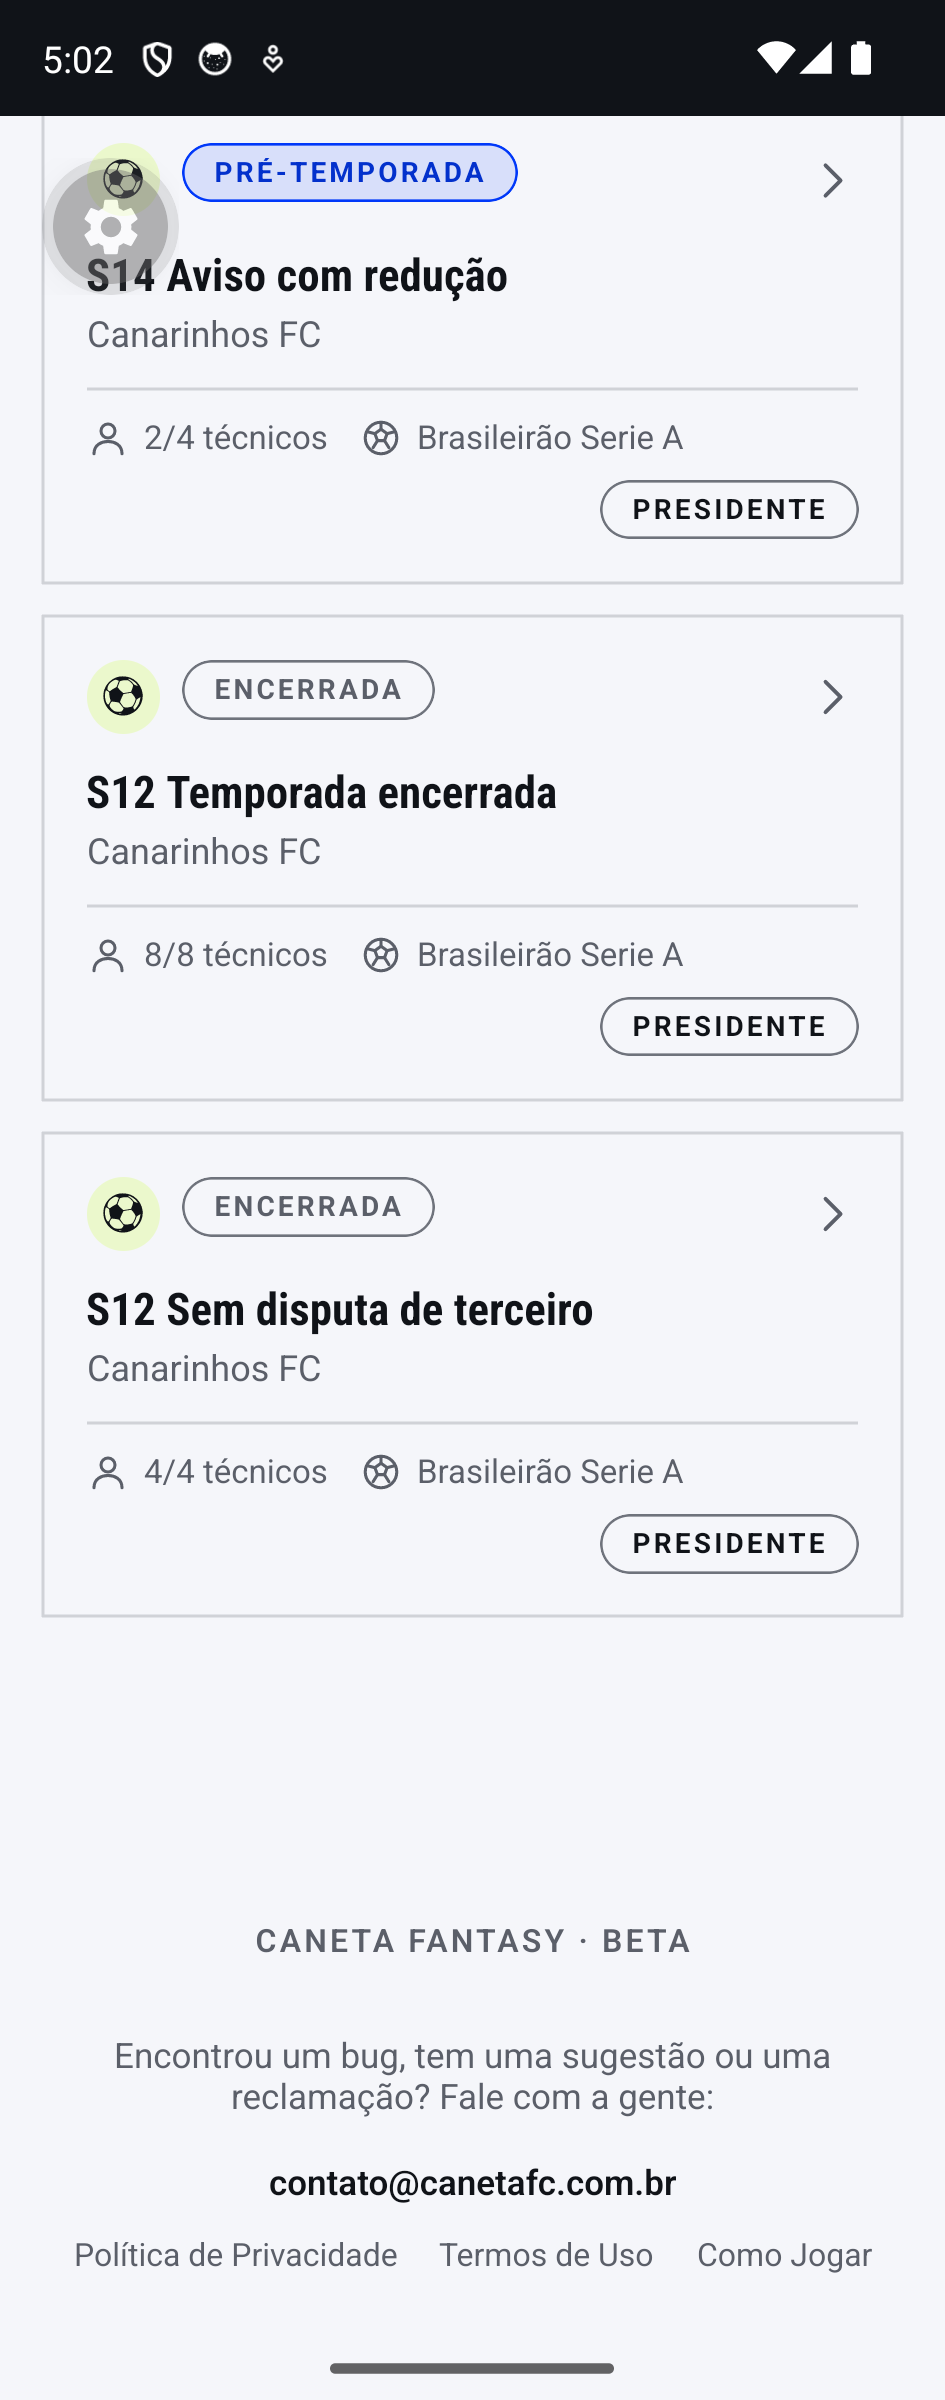 5:02
PRÉ-TEMPORADA
S14 Aviso com redução
Canarinhos FC
2/4 técnicos Brasileirão Serie A
PRESIDENTE
ENCERRADA
S12 Temporada encerrada
Canarinhos FC
8/8 técnicos Brasileirão Serie A
PRESIDENTE
ENCERRADA
S12 Sem disputa de terceiro
Canarinhos FC
4/4 técnicos Brasileirão Serie A
PRESIDENTE
CANETA FANTASY · BETA
Encontrou um bug, tem uma sugestão ou uma
reclamação? Fale com a gente:
contato@canetafc.com.br
Política de Privacidade Termos de Uso Como Jogar